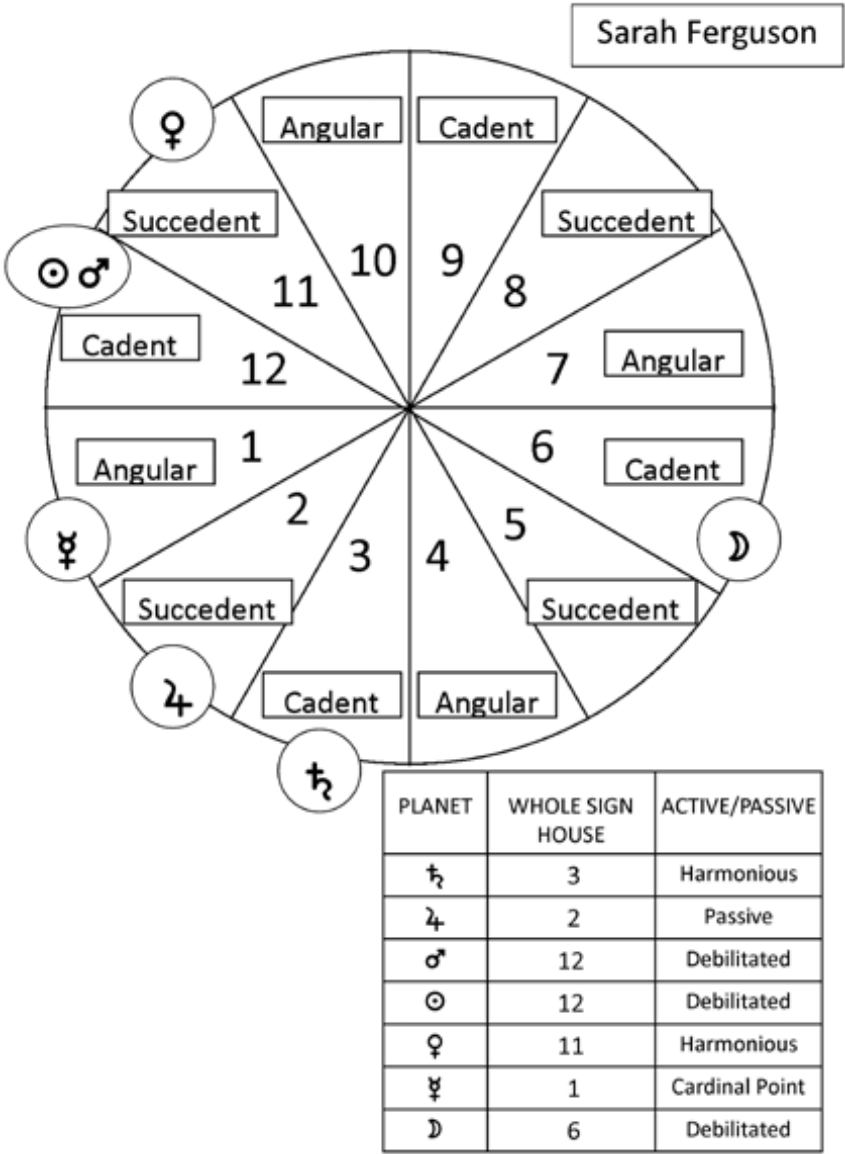 Sarah Ferguson
♀
Angular
Cadent
Succedent
Succedent
☉ ♂
10
9
11
8
Cadent
12
7
Angular
Angular
1
6
Cadent
☿
2
5
☽
3
4
Succedent
Succedent
♃
Cadent
Angular
♄
PLANET WHOLE SIGN HOUSE ACTIVE/PASSIVE
♄ 3 Harmonious
♃ 2 Passive
♂ 12 Debilitated
☉ 12 Debilitated
♀ 11 Harmonious
☿ 1 Cardinal Point
☽ 6 Debilitated